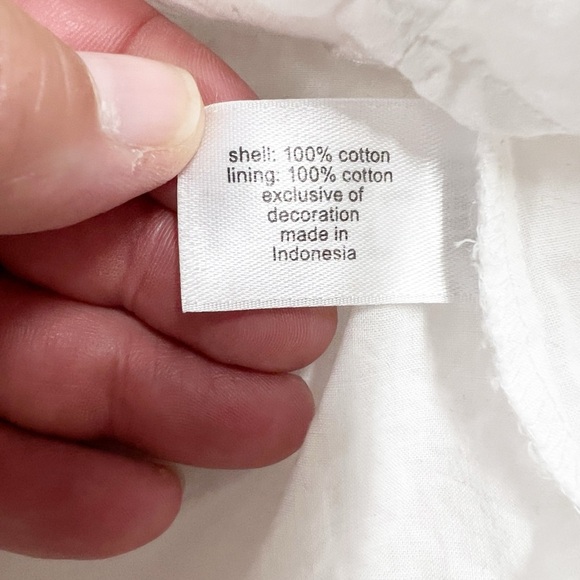 shell: 100% cotton
lining: 100% cotton
exclusive of
decoration
made in
Indonesia